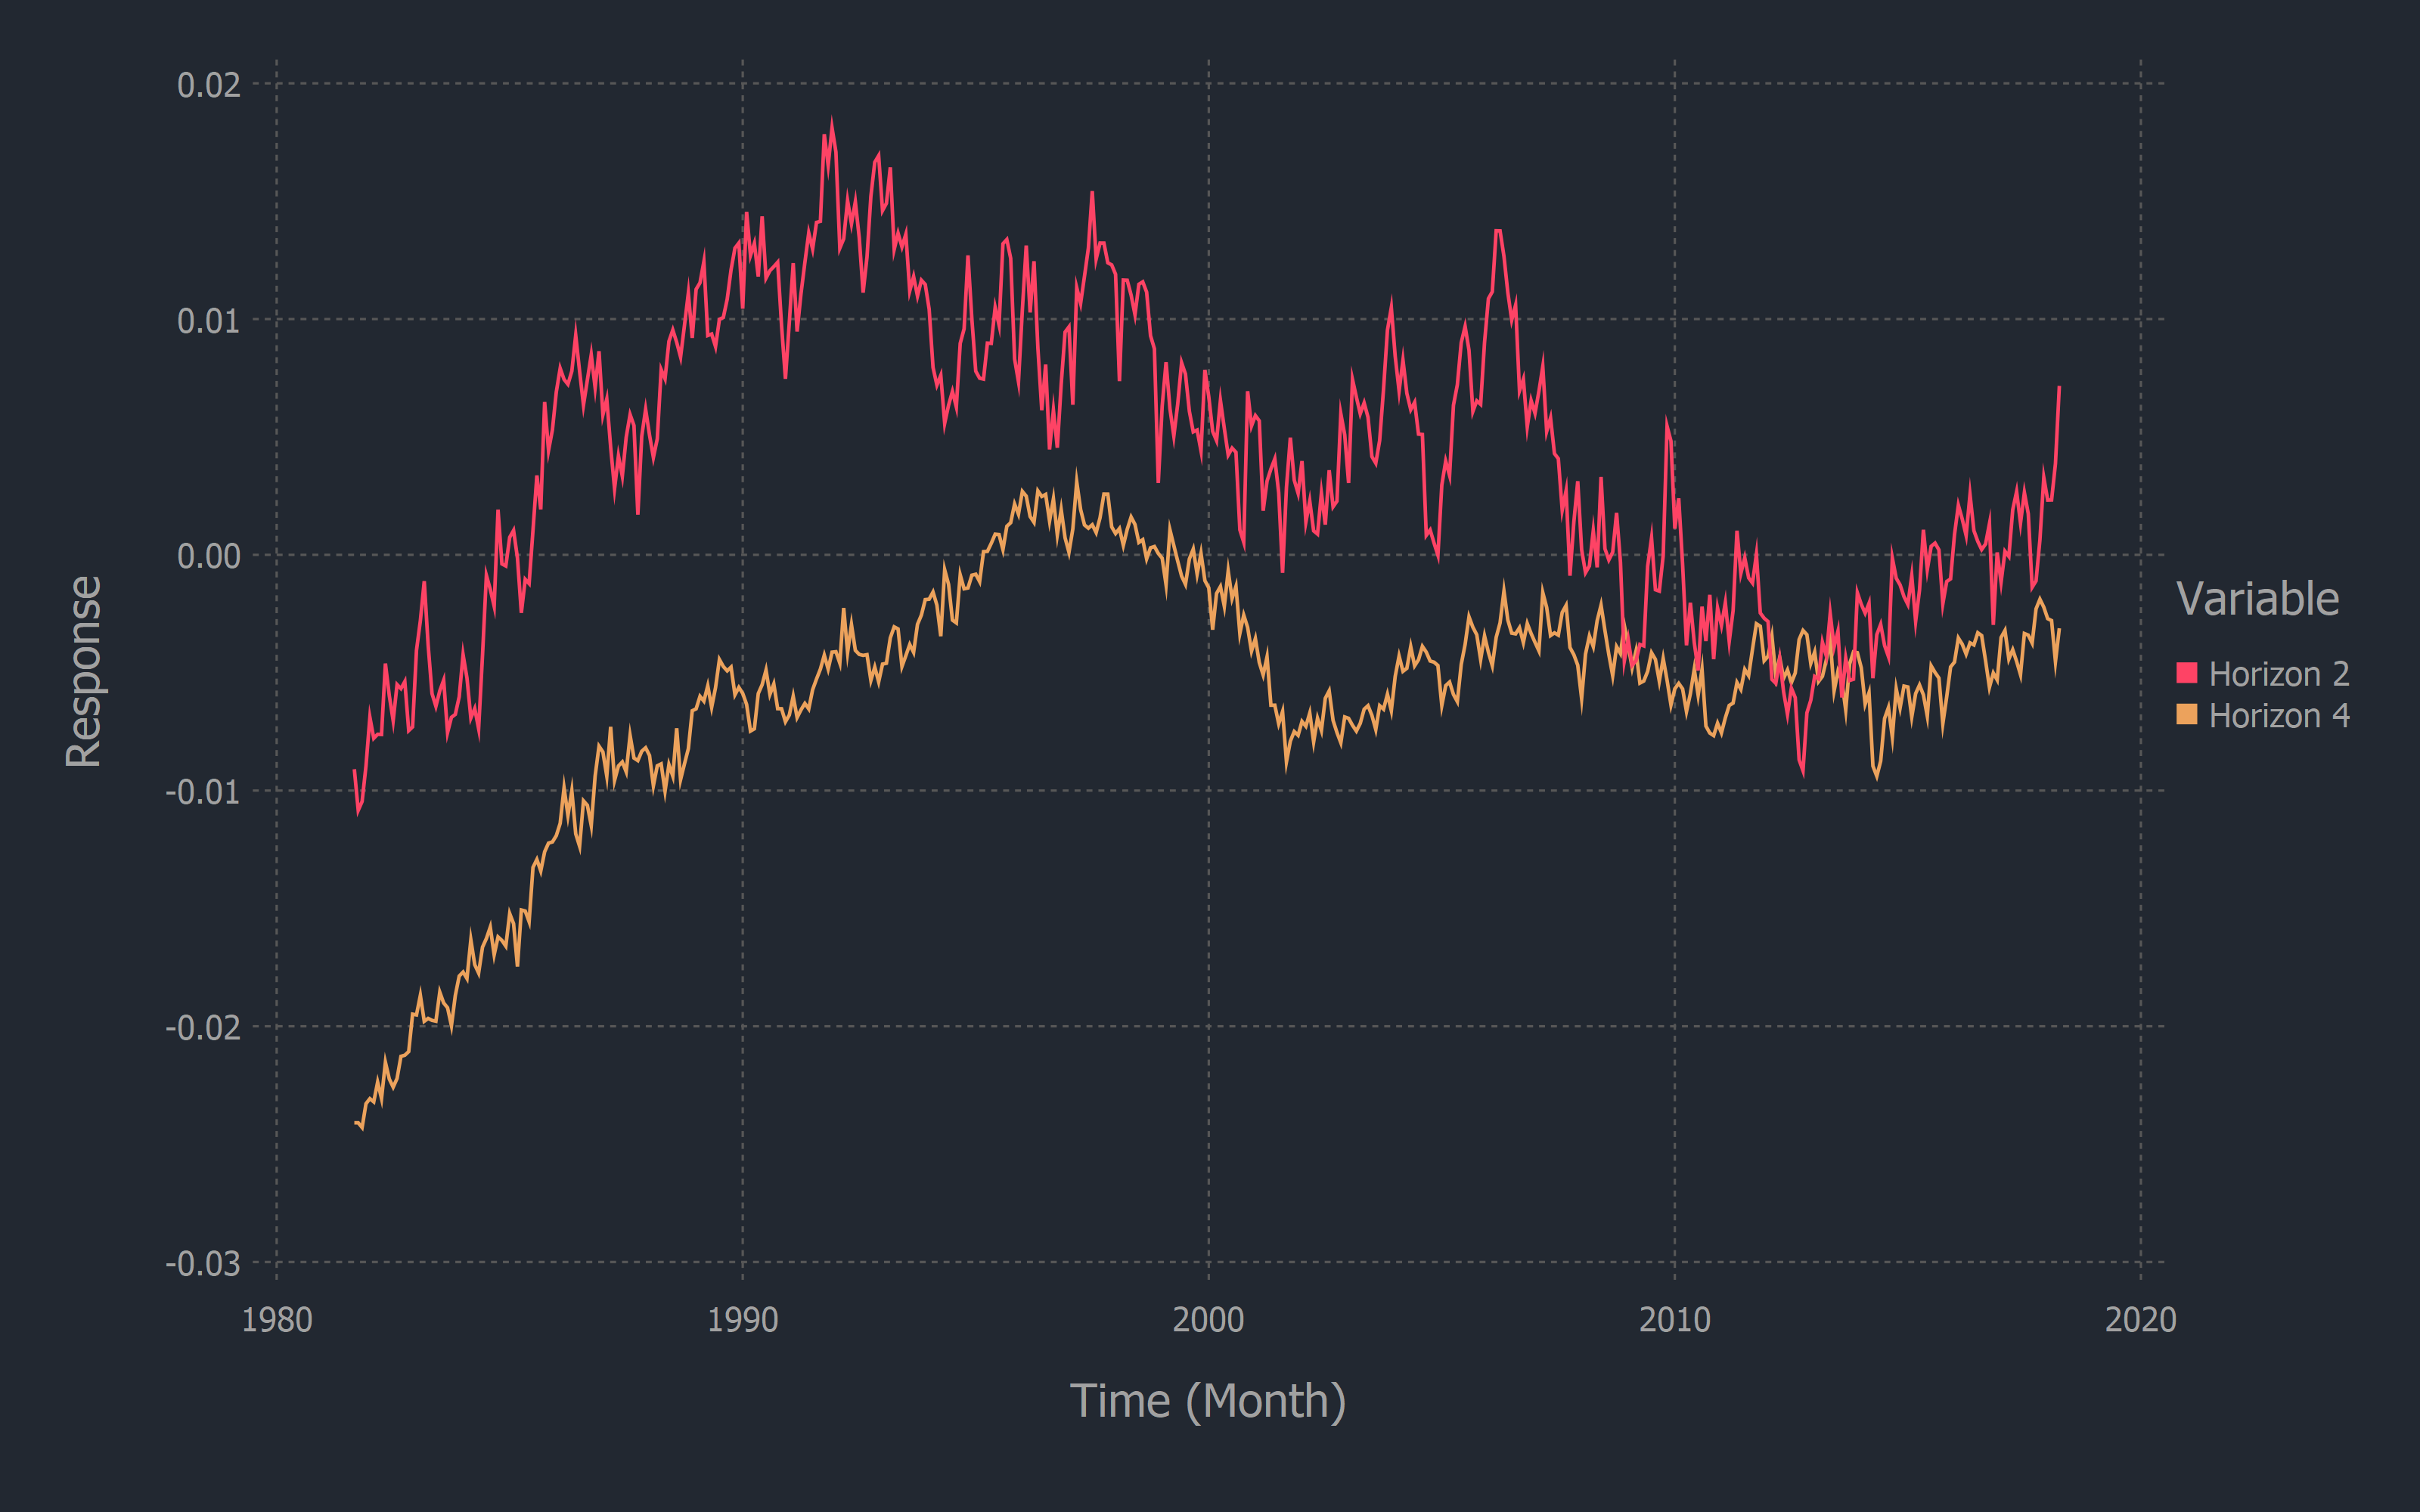 0.02
0.01
0.00
-0.01
-0.02
-0.03
Response
1980 1990 2000 2010 2020
Time (Month)
Variable
Horizon 2
Horizon 4